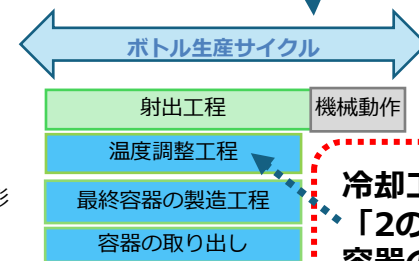 ボトル生産サイクル
射出工程
機械動作
温度調整工程
最終容器の製造工程
容器の取り出し
冷却工
「2の
容器の